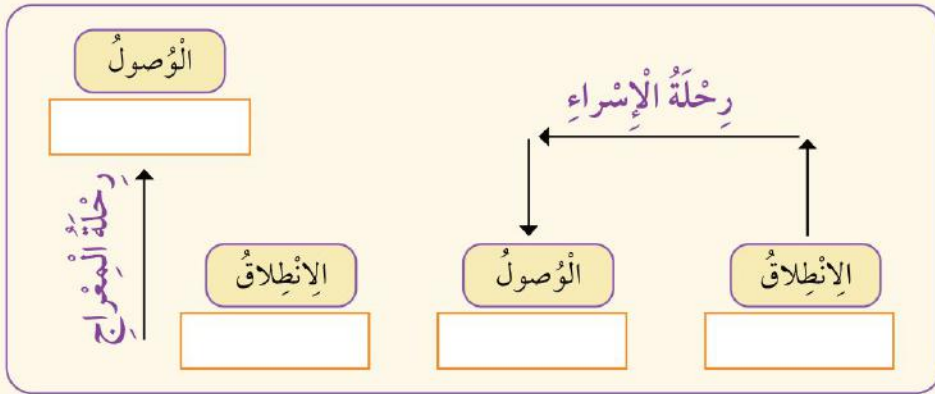 الْوُصولُ
رِحْلَةُ الْإِسْراءِ
رِحْلَةُ الْمِعْراجِ
الِانْطِلاقُ
الْوُصولُ
الِانْطِلاقُ